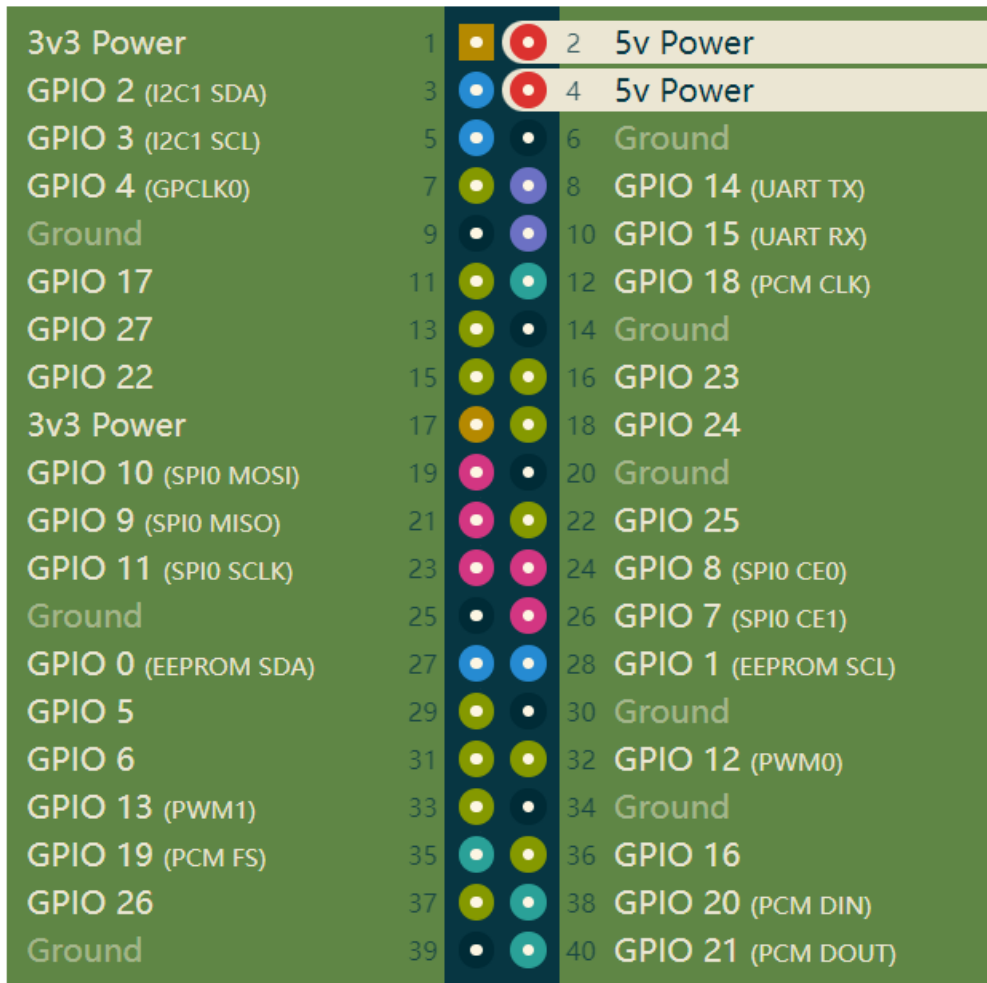 3v3 Power 1 2 5v Power
GPIO 2 (I2C1 SDA) 3 4 5v Power
GPIO 3 (I2C1 SCL) 5 6 Ground
GPIO 4 (GPCLK0) 7 8 GPIO 14 (UART TX)
Ground 9 10 GPIO 15 (UART RX)
GPIO 17 11 12 GPIO 18 (PCM CLK)
GPIO 27 13 14 Ground
GPIO 22 15 16 GPIO 23
3v3 Power 17 18 GPIO 24
GPIO 10 (SPI0 MOSI) 19 20 Ground
GPIO 9 (SPI0 MISO) 21 22 GPIO 25
GPIO 11 (SPI0 SCLK) 23 24 GPIO 8 (SPI0 CE0)
Ground 25 26 GPIO 7 (SPI0 CE1)
GPIO 0 (EEPROM SDA) 27 28 GPIO 1 (EEPROM SCL)
GPIO 5 29 30 Ground
GPIO 6 31 32 GPIO 12 (PWM0)
GPIO 13 (PWM1) 33 34 Ground
GPIO 19 (PCM FS) 35 36 GPIO 16
GPIO 26 37 38 GPIO 20 (PCM DIN)
Ground 39 40 GPIO 21 (PCM DOUT)